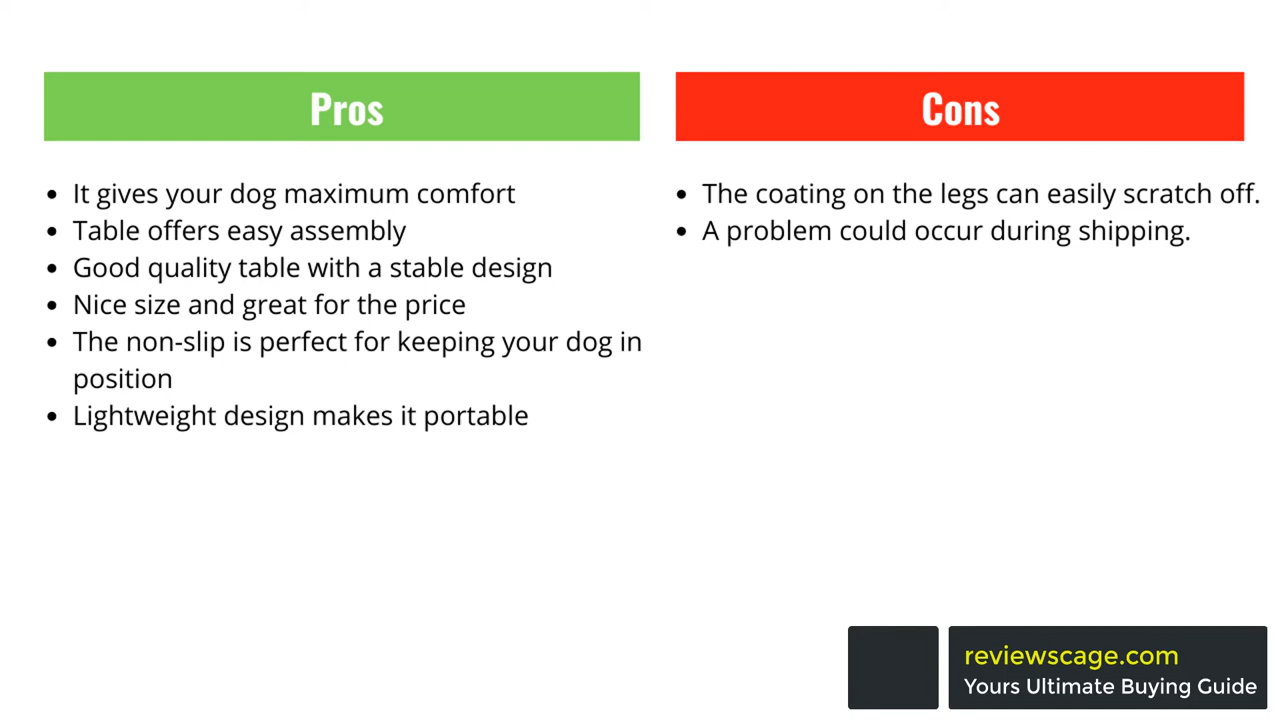 Pros
• It gives your dog maximum comfort
• Table offers easy assembly
• Good quality table with a stable design
• Nice size and great for the price
• The non-slip is perfect for keeping your dog in
position
• Lightweight design makes it portable
Cons
• The coating on the legs can easily scratch off.
• A problem could occur during shipping.
reviewscage.com
Yours Ultimate Buying Guide